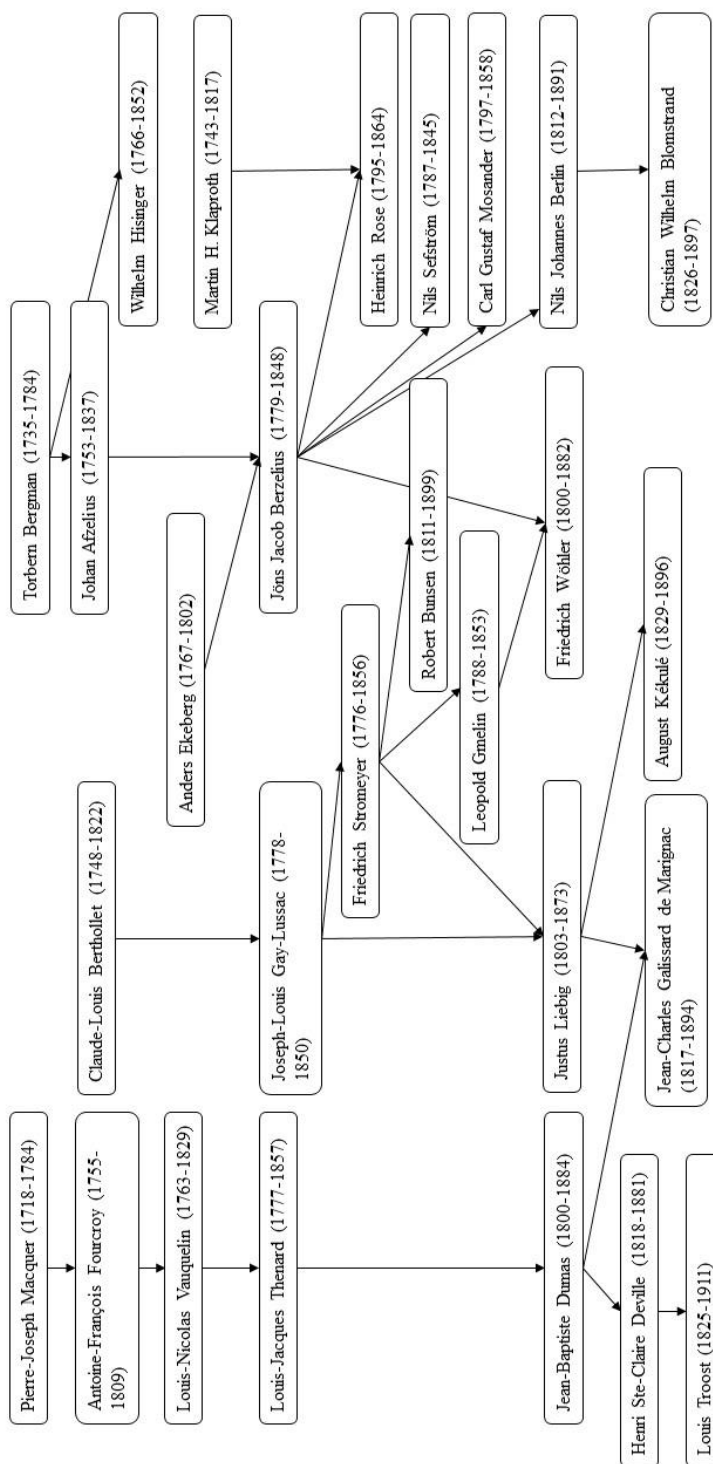 Pierre-Joseph Macquer (1718-1784)
Torbern Bergman (1735-1784)
Antoine-François Fourcroy (1755-
1809)
Claude-Louis Berthollet (1748-1822)
Johan Afzelius (1753-1837)
Wilhelm Hisinger (1766-1852)
Louis-Nicolas Vauquelin (1763-1829)
Anders Ekeberg (1767-1802)
Martin H. Klaproth (1743-1817)
Louis-Jacques Thenard (1777-1857)
Joseph-Louis Gay-Lussac (1778-
1850)
Jöns Jacob Berzelius (1779-1848)
Friedrich Stromeyer (1776-1856)
Heinrich Rose (1795-1864)
Robert Bunsen (1811-1899)
Nils Sefström (1787-1845)
Leopold Gmelin (1788-1853)
Carl Gustaf Mosander (1797-1858)
Jean-Baptiste Dumas (1800-1884)
Justus Liebig (1803-1873)
Friedrich Wöhler (1800-1882)
Nils Johannes Berlin (1812-1891)
Henri Ste-Claire Deville (1818-1881)
Jean-Charles Galissard de Marignac
(1817-1894)
August Kékulé (1829-1896)
Christian Wilhelm Blomstrand
(1826-1897)
Louis Troost (1825-1911)